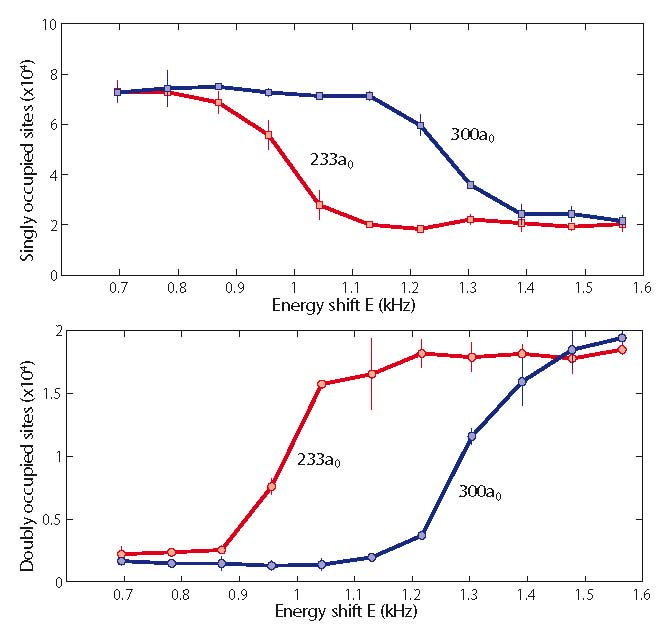 Singly occupied sites (x10⁴)
10
8
6
4
2
0
233a₀
300a₀
0.7 0.8 0.9 1 1.1 1.2 1.3 1.4 1.5 1.6
Energy shift E (kHz)
Doubly occupied sites (x10⁴)
2
1.5
1
0.5
0
233a₀
300a₀
0.7 0.8 0.9 1 1.1 1.2 1.3 1.4 1.5 1.6
Energy shift E (kHz)